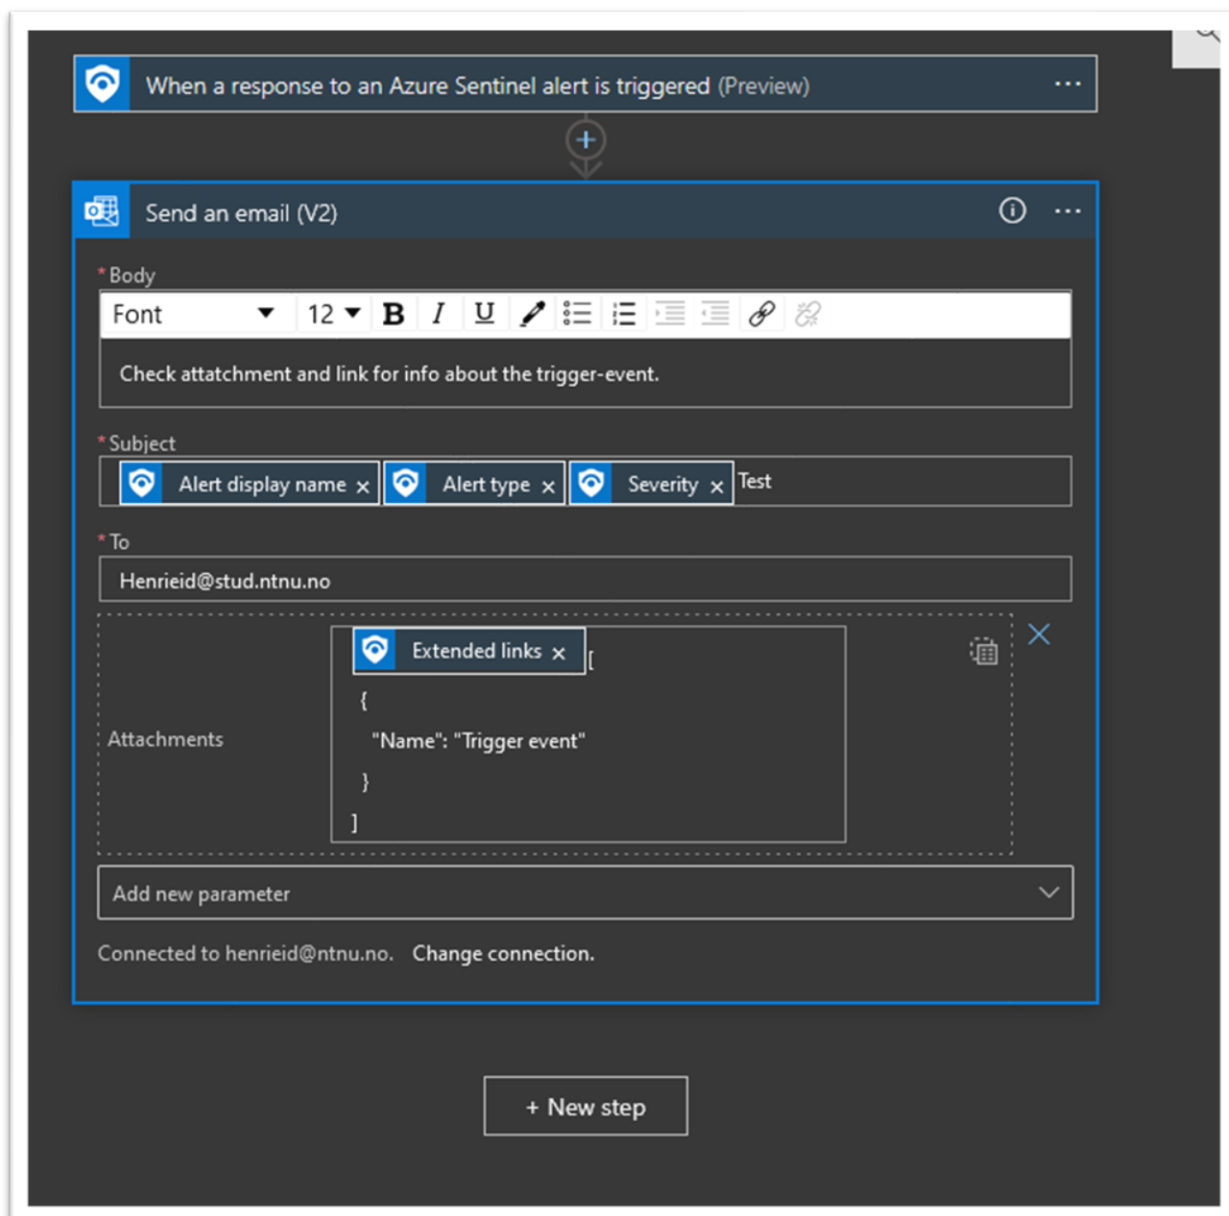 When a response to an Azure Sentinel alert is triggered (Preview)
Send an email (V2)
* Body
Font 12 B I U
Check attatchment and link for info about the trigger-event.
* Subject
Alert display name × Alert type × Severity × Test
* To
Henrieid@stud.ntnu.no
Extended links × [
{
"Name": "Trigger event"
Attachments
}
]
Add new parameter
Connected to henrieid@ntnu.no. Change connection.
+ New step